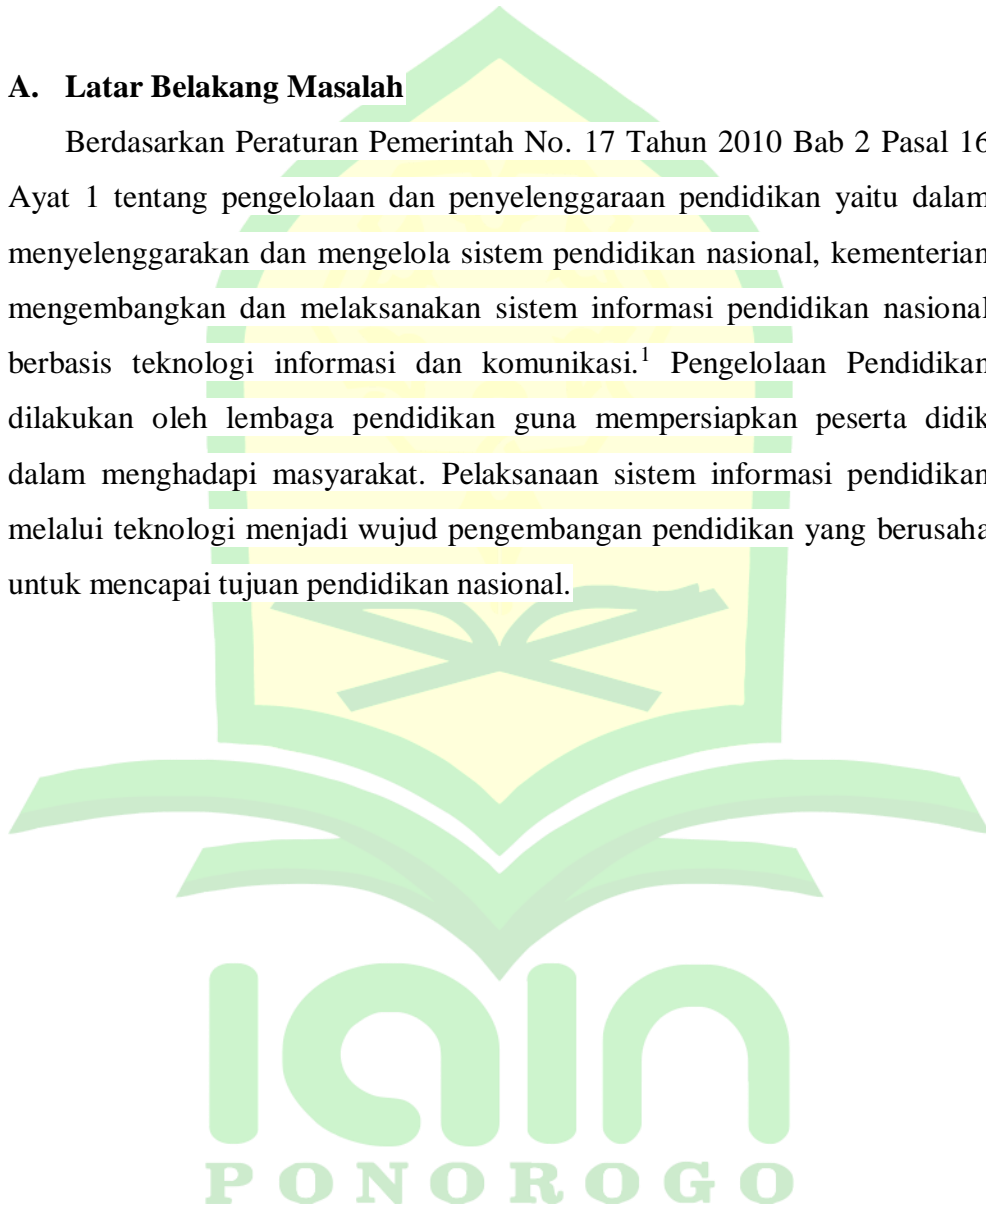 A. Latar Belakang Masalah
Berdasarkan Peraturan Pemerintah No. 17 Tahun 2010 Bab 2 Pasal 16
Ayat 1 tentang pengelolaan dan penyelenggaraan pendidikan yaitu dalam
menyelenggarakan dan mengelola sistem pendidikan nasional, kementerian
mengembangkan dan melaksanakan sistem informasi pendidikan nasional
berbasis teknologi informasi dan komunikasi.1 Pengelolaan Pendidikan
dilakukan oleh lembaga pendidikan guna mempersiapkan peserta didik
dalam menghadapi masyarakat. Pelaksanaan sistem informasi pendidikan
melalui teknologi menjadi wujud pengembangan pendidikan yang berusaha
untuk mencapai tujuan pendidikan nasional.
iain
PONOROGO